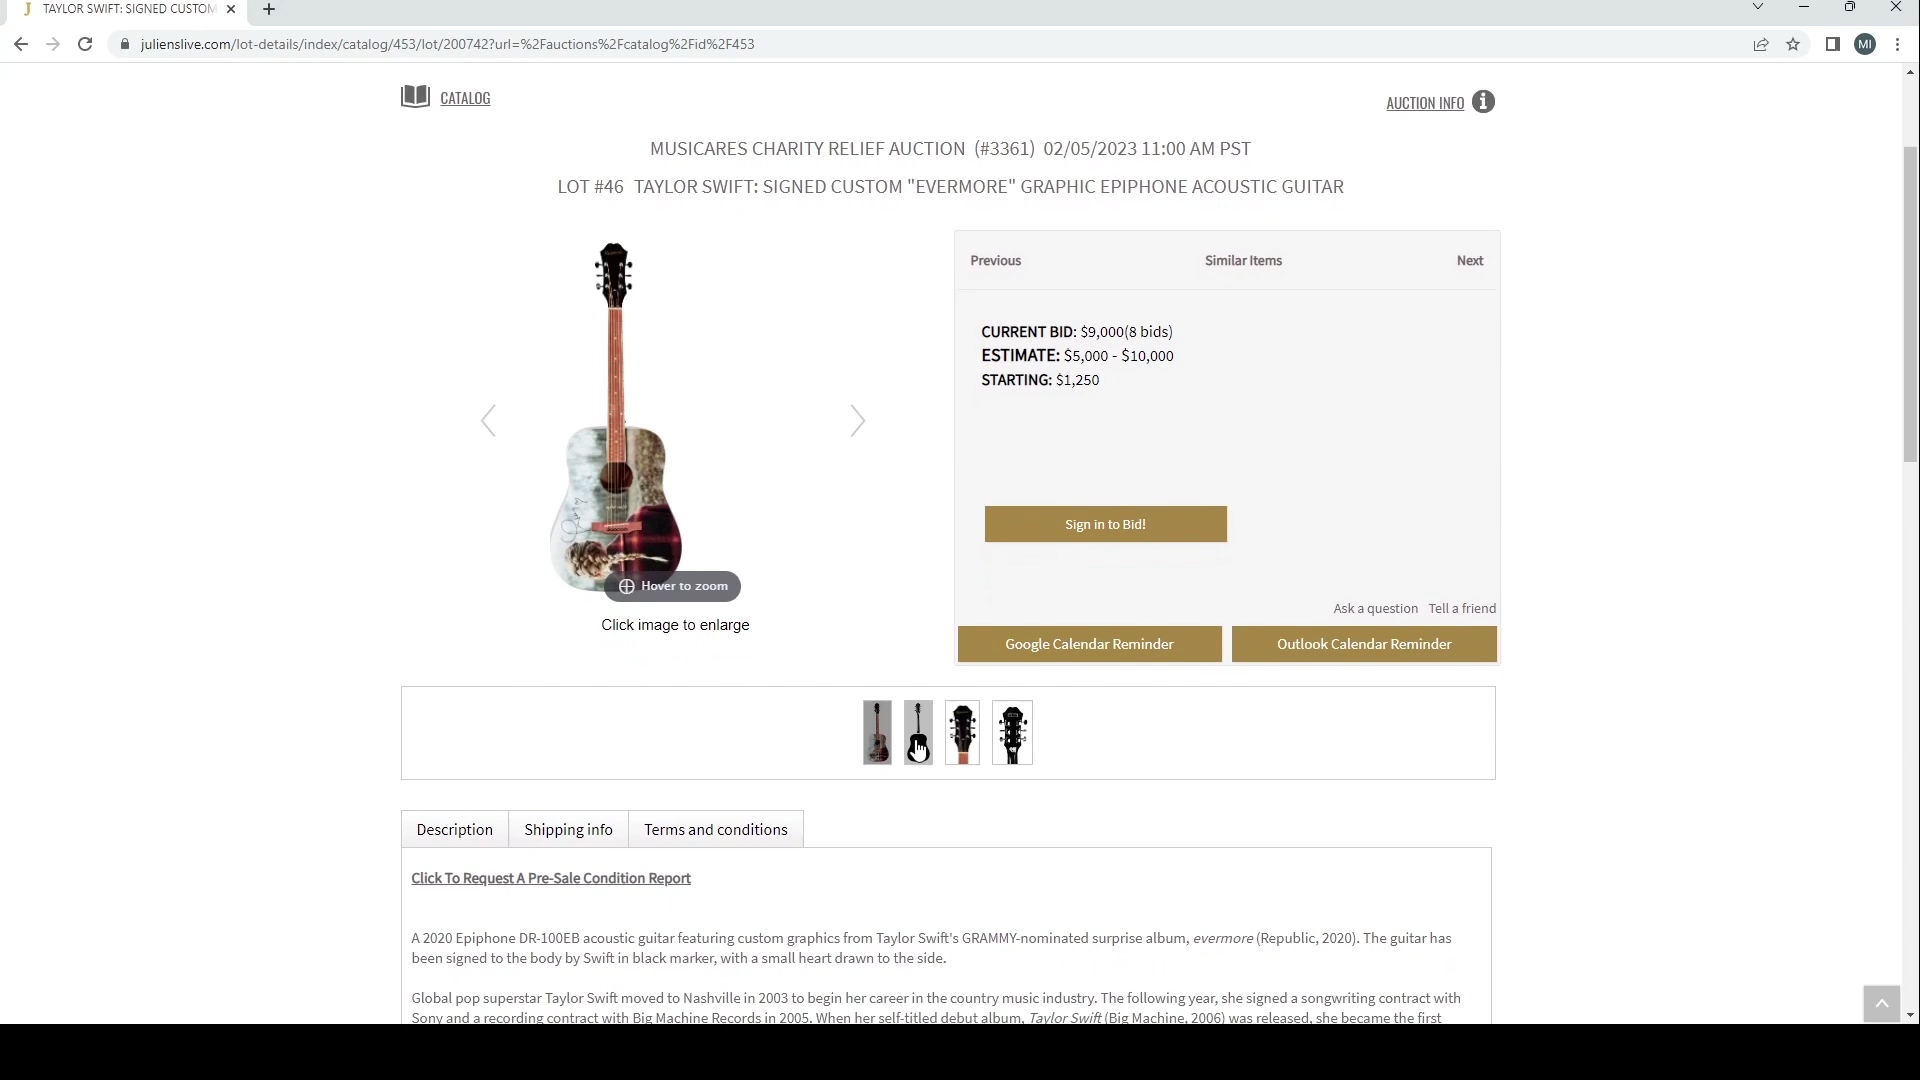 TAYLOR SWIFT: SIGNED CUSTOM
julienslive.com/lot-details/index/catalog/453/lot/200742?url=%2Fauctions%2Fcatalog%2Fid%2F453
MI
CATALOG
AUCTION INFO
MUSICARES CHARITY RELIEF AUCTION (#3361) 02/05/2023 11:00 AM PST
LOT #46 TAYLOR SWIFT: SIGNED CUSTOM "EVERMORE" GRAPHIC EPIPHONE ACOUSTIC GUITAR
Previous
Similar Items
Next
CURRENT BID: $9,000(8 bids)
ESTIMATE: $5,000 - $10,000
STARTING: $1,250
Sign in to Bid!
Hover to zoom
Click image to enlarge
Ask a question Tell a friend
Google Calendar Reminder
Outlook Calendar Reminder
Description
Shipping info
Terms and conditions
Click To Request A Pre-Sale Condition Report
A 2020 Epiphone DR-100EB acoustic guitar featuring custom graphics from Taylor Swift's GRAMMY-nominated surprise album, evermore (Republic, 2020). The guitar has
been signed to the body by Swift in black marker, with a small heart drawn to the side.
Global pop superstar Taylor Swift moved to Nashville in 2003 to begin her career in the country music industry. The following year, she signed a songwriting contract with
Sony and a recording contract with Big Machine Records in 2005. When her self-titled debut album, Taylor Swift (Big Machine, 2006) was released, she became the first